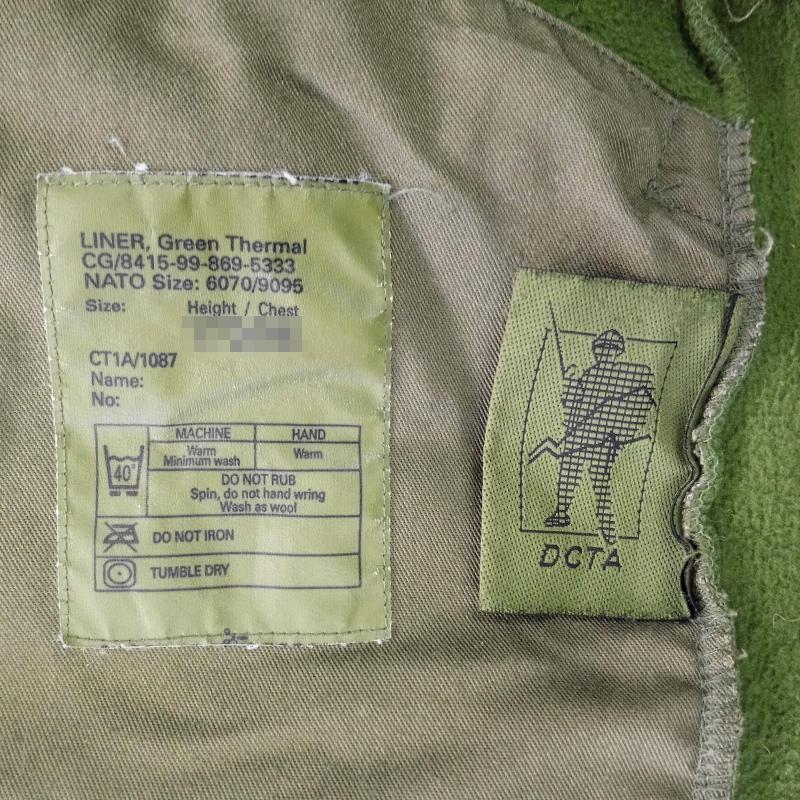 LINER, Green Thermal
CG/8415-99-869-5333
NATO Size: 6070/9095
Size: Height / Chest
CT1A/1087
Name:
No:
MACHINE HAND
Warm Warm
Minimum wash
40°
DO NOT RUB
Spin, do not hand wring
Wash as wool
DO NOT IRON
TUMBLE DRY
DCTA